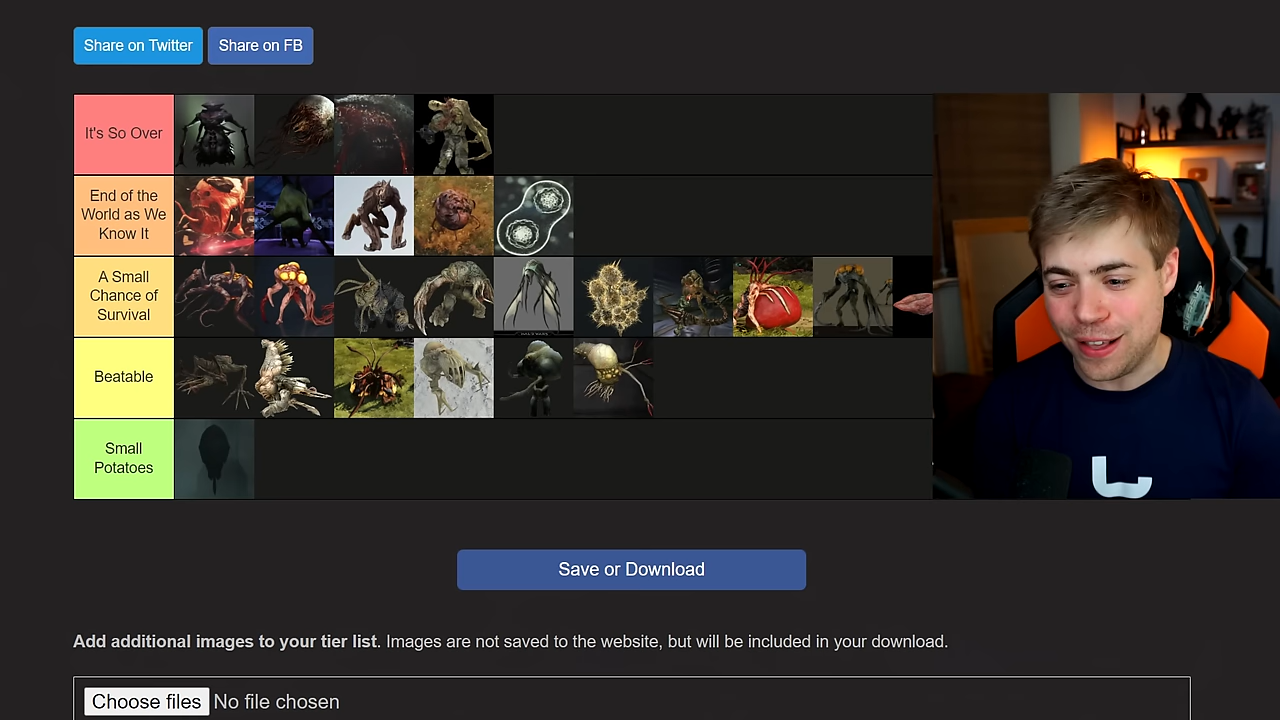 Share on Twitter
Share on FB
It's So Over
End of the
World as We
Know It
A Small
Chance of
Survival
Beatable
Small
Potatoes
Save or Download
Add additional images to your tier list. Images are not saved to the website, but will be included in your download.
Choose files No file chosen